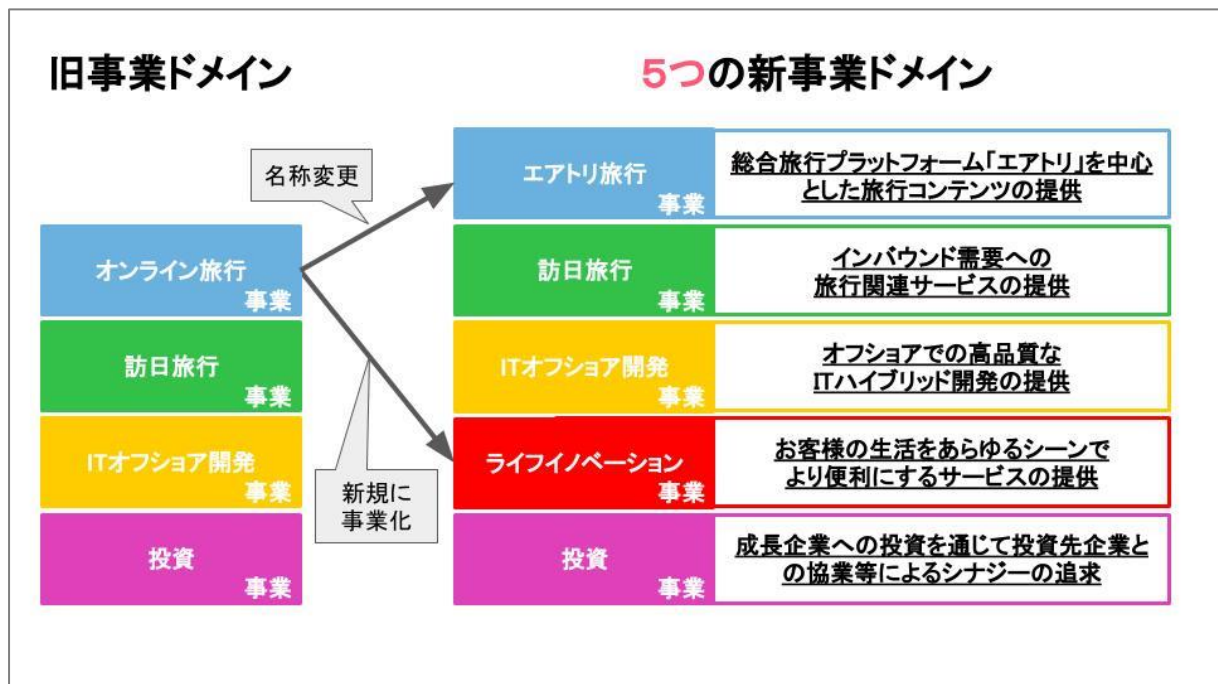 旧事業ドメイン
5つの新事業ドメイン
名称変更
オンライン旅行
事業
訪日旅行
事業
ITオフショア開発
事業
投資
事業
新規に
事業化
エアトリ旅行
事業
総合旅行プラットフォーム「エアトリ」を中心
とした旅行コンテンツの提供
訪日旅行
事業
インバウンド需要への
旅行関連サービスの提供
ITオフショア開発
事業
オフショアでの高品質な
ITハイブリッド開発の提供
ライフイノベーション
事業
お客様の生活をあらゆるシーンで
より便利にするサービスの提供
投資
事業
成長企業への投資を通じて投資先企業と
の協業等によるシナジーの追求